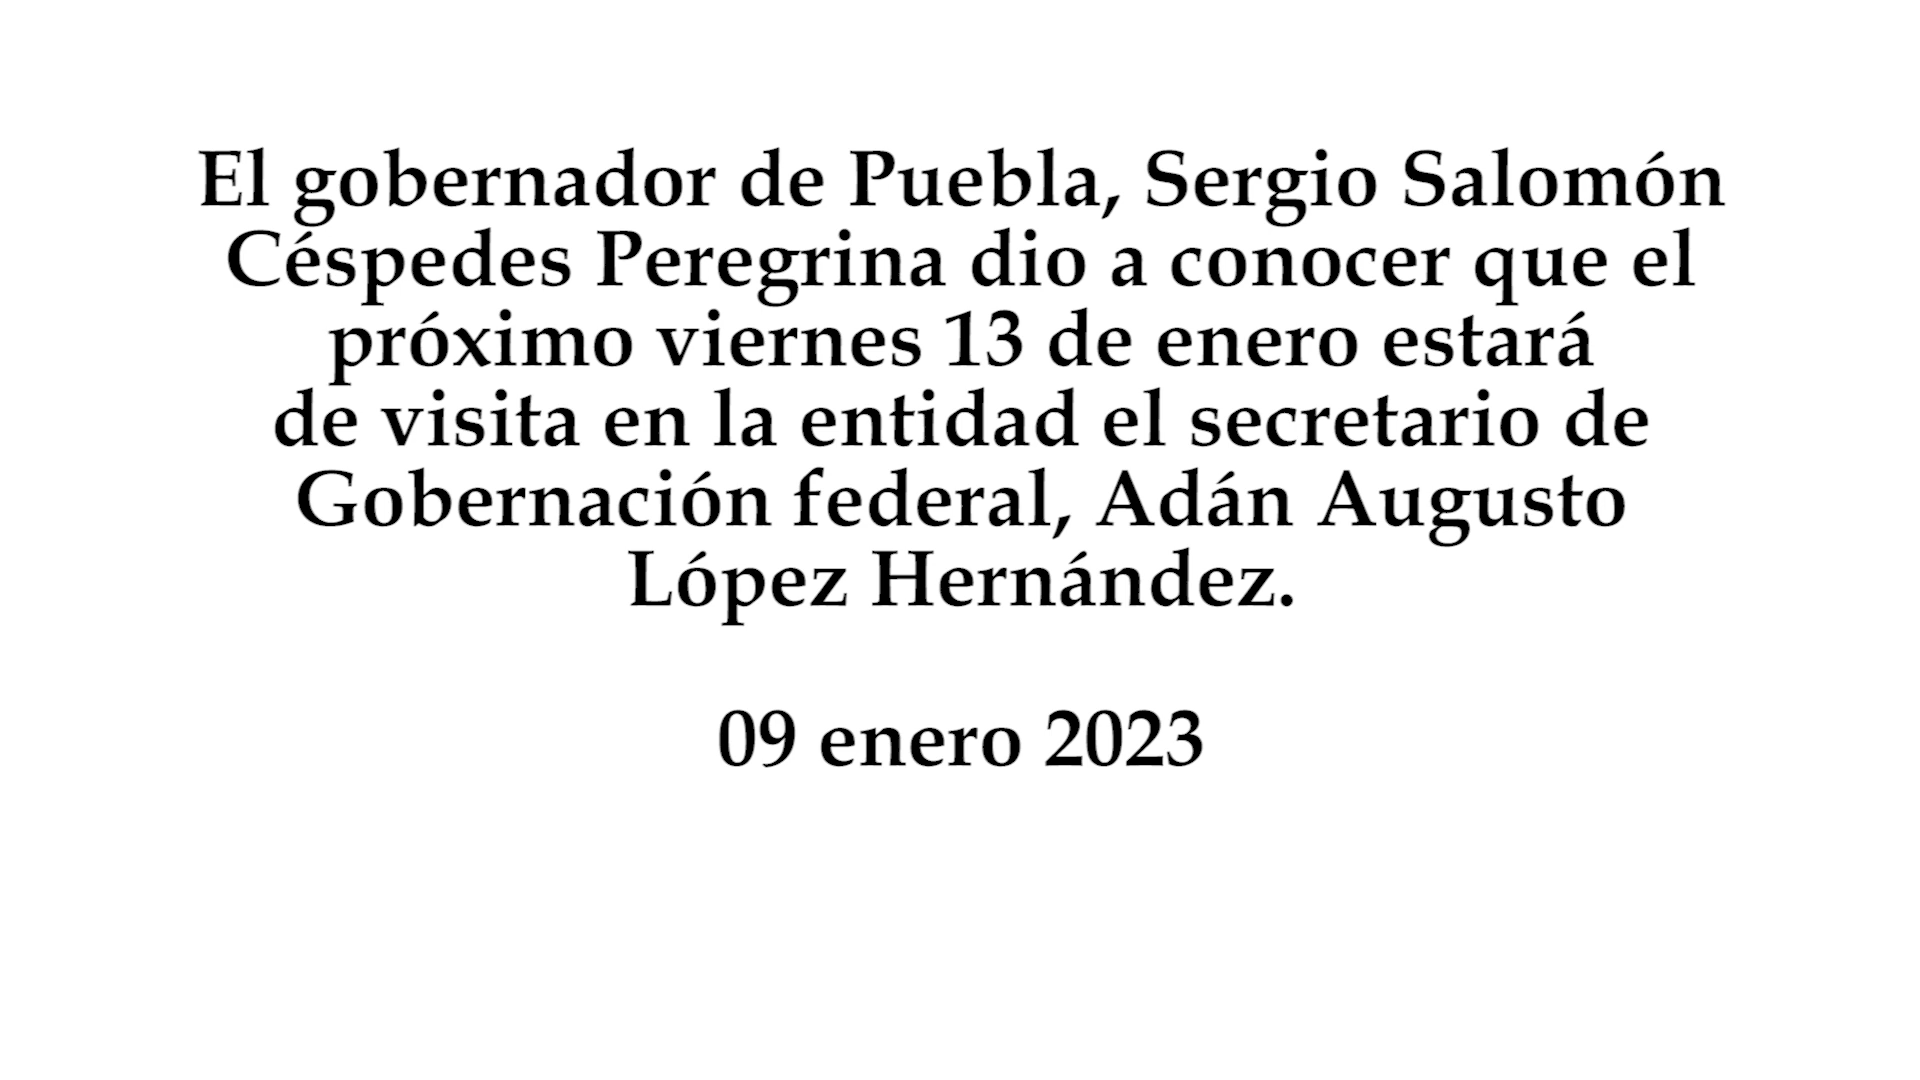 El gobernador de Puebla, Sergio Salomón
Céspedes Peregrina dio a conocer que el
próximo viernes 13 de enero estará
de visita en la entidad el secretario de
Gobernación federal, Adán Augusto
López Hernández.
09 enero 2023